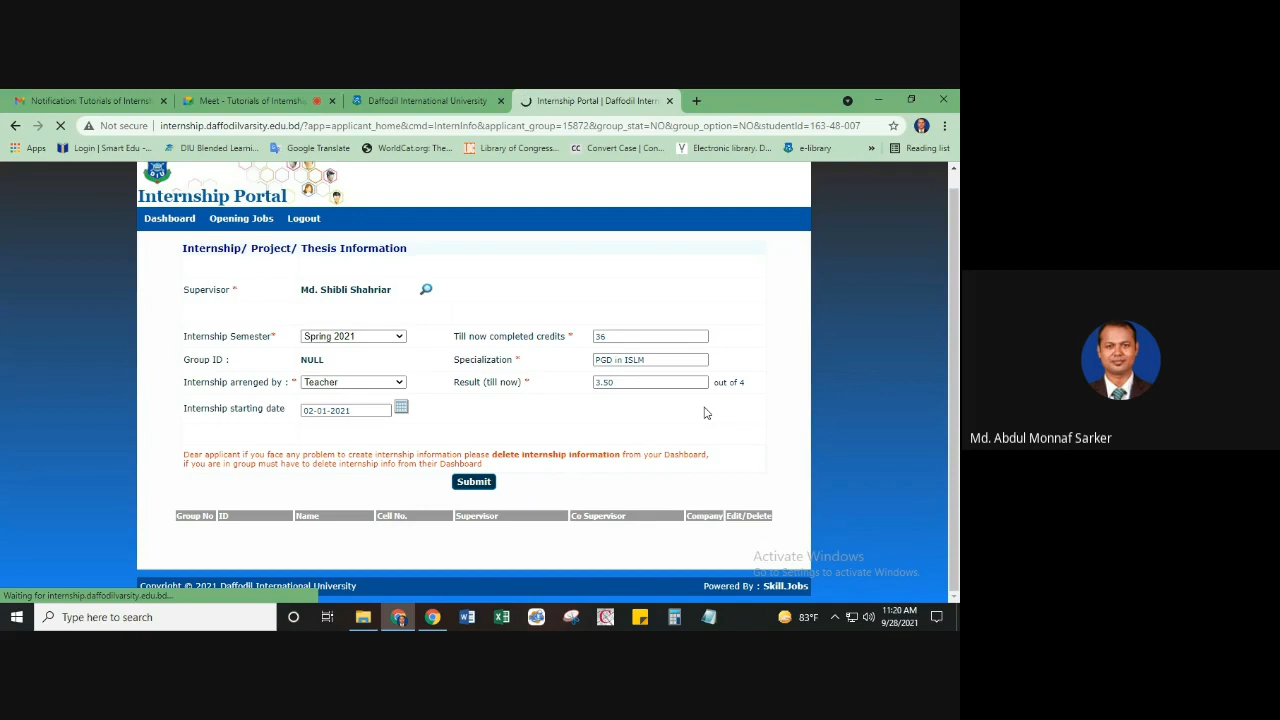 Notification: Tutorials of Internsh
Meet - Tutorials of Internshi
Daffodil International University
Internship Portal | Daffodil Intern
Not secure
internship.daffodilvarsity.edu.bd/?app=applicant_home&cmd=InternInfo&applicant_group=15872&group_stat=NO&group_option=NO&studentId=163-48-007
Apps
Login | Smart Edu -...
DIU Blended Learni...
Google Translate
WorldCat.org: The...
Library of Congress...
Convert Case | Con...
Electronic library. D...
e-library
»
Reading list
Internship Portal
Dashboard Opening Jobs Logout
Internship/ Project/ Thesis Information
Supervisor * Md. Shibli Shahriar
Internship Semester* Spring 2021 Till now completed credits * 36
Group ID : NULL Specialization * PGD in ISLM
Internship arranged by : * Teacher Result (till now) * 3.50 out of 4
Internship starting date 02-01-2021
Dear applicant if you face any problem to create internship information please delete internship information from your Dashboard,
if you are in group must have to delete internship info from their Dashboard
Submit
Group No ID Name Cell No. Supervisor Co Supervisor Company Edit/Delete
Activate Windows
Go to Settings to activate Windows.
Copyright © 2021 Daffodil International University Powered By : Skill.Jobs
Waiting for internship.daffodilvarsity.edu.bd...
Type here to search
83°F
11:20 AM
9/28/2021
Md. Abdul Monnaf Sarker